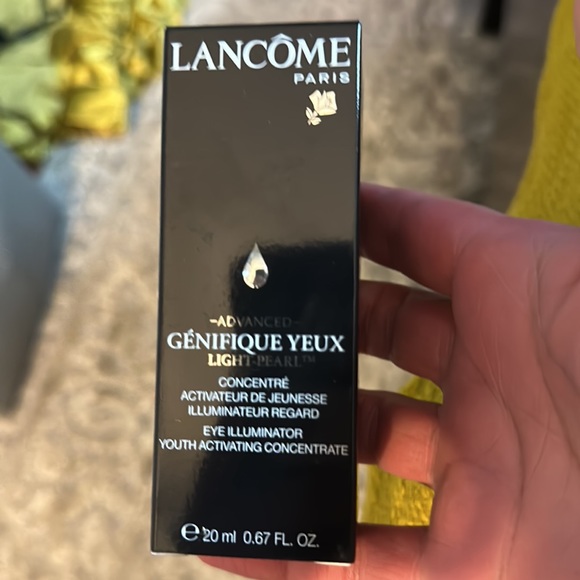 LANCÔME
PARIS
-ADVANCED-
GÉNIFIQUE YEUX
LIGHT-PEARL™
CONCENTRÉ
ACTIVATEUR DE JEUNESSE
ILLUMINATEUR REGARD
EYE ILLUMINATOR
YOUTH ACTIVATING CONCENTRATE
℮ 20 ml 0.67 FL. OZ.